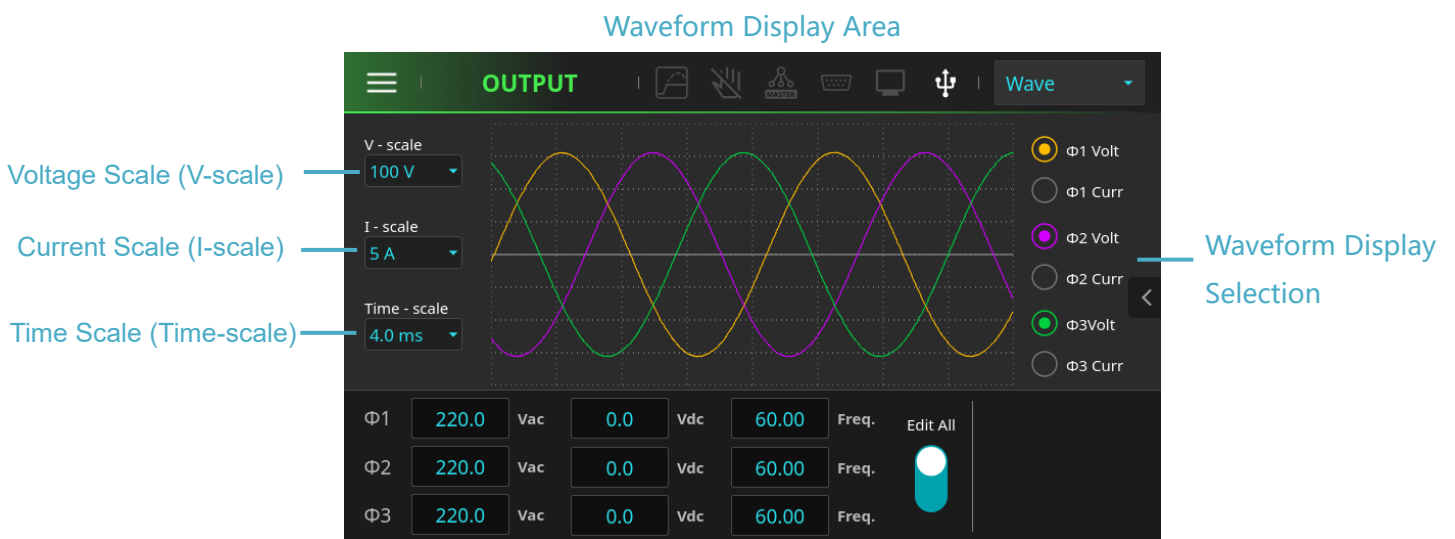 Waveform Display Area
OUTPUT
MASTER
Wave
V - scale
100 V
I - scale
5 A
Time - scale
4.0 ms
Voltage Scale (V-scale)
Current Scale (I-scale)
Time Scale (Time-scale)
Φ1 Volt
Φ1 Curr
Φ2 Volt
Φ2 Curr
Φ3Volt
Φ3 Curr
Waveform Display
Selection
Φ1 220.0 Vac 0.0 Vdc 60.00 Freq.
Φ2 220.0 Vac 0.0 Vdc 60.00 Freq.
Φ3 220.0 Vac 0.0 Vdc 60.00 Freq.
Edit All